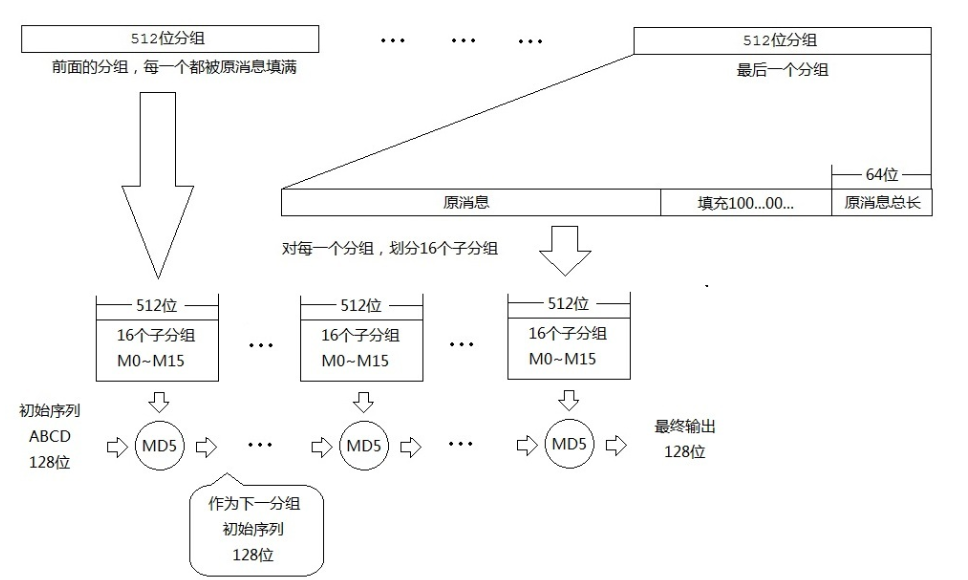 512位分组
... ... ...
512位分组
前面的分组，每一个都被原消息填满
最后一个分组
64位
原消息
填充100...00...
原消息总长
对每一个分组，划分16个子分组
512位
512位
512位
16个子分组
M0~M15
...
16个子分组
M0~M15
...
16个子分组
M0~M15
初始序列
ABCD
128位
MD5
...
MD5
...
MD5
最终输出
128位
作为下一分组
初始序列
128位